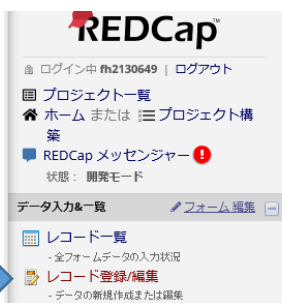 REDCap
ログイン中 fh2130649 | ログアウト
プロジェクト一覧
ホーム または プロジェクト構
築
REDCap メッセンジャー
状態： 開発モード
データ入力&一覧 フォーム 編集
レコード一覧
- 全フォームデータの入力状況
レコード登録/編集
- データの新規作成または編集